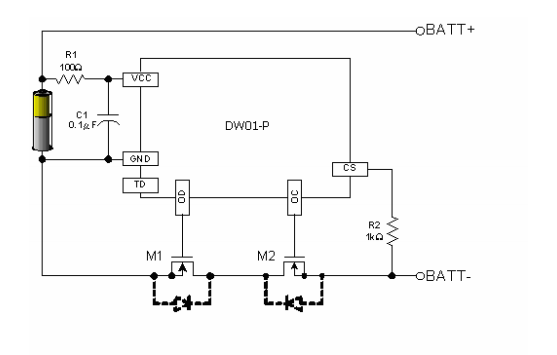 BATT+
R1
100Ω
VCC
C1
0.1μF
DW01-P
GND
TD
CS
OD
OC
R2
1kΩ
M1
M2
BATT-